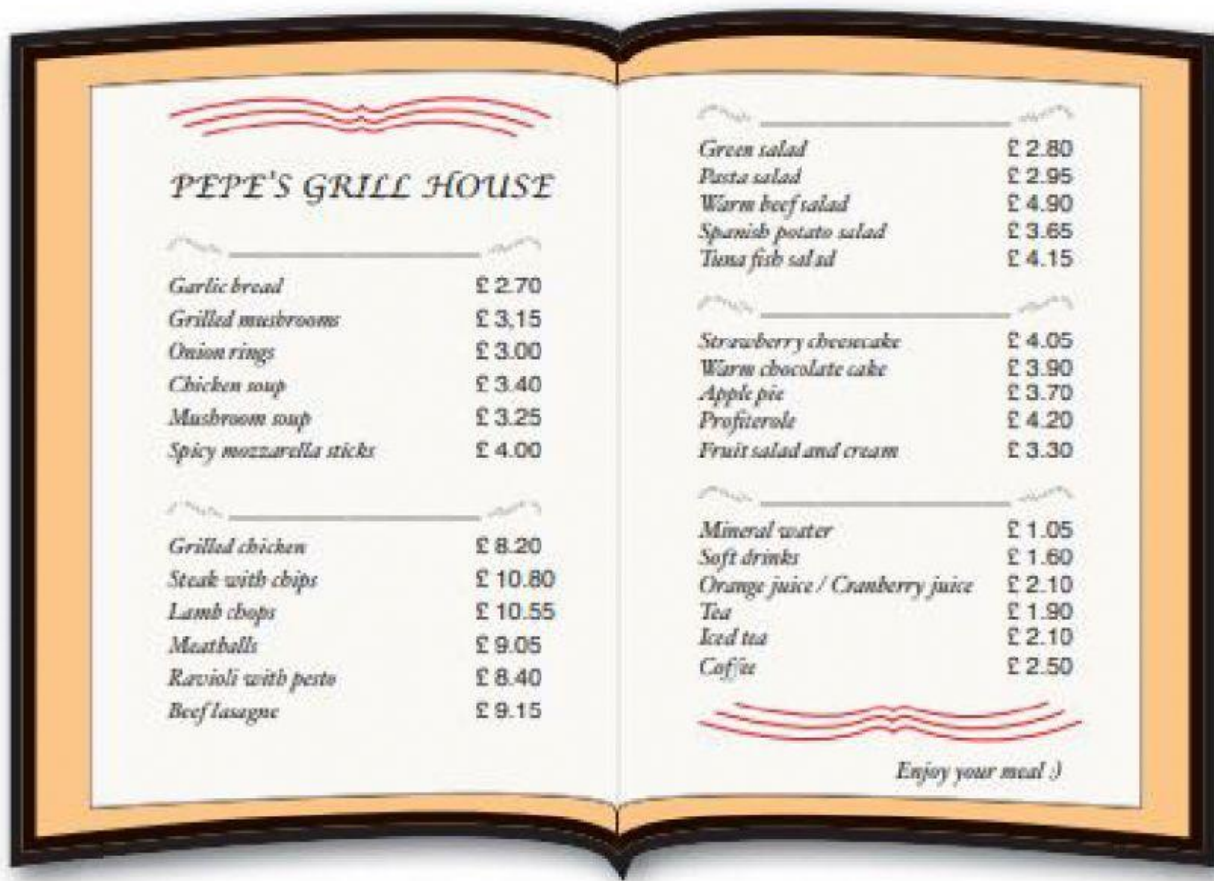 PEPE'S GRILL HOUSE
Garlic bread £ 2.70
Grilled mushrooms £ 3,15
Onion rings £ 3.00
Chicken soup £ 3.40
Mushroom soup £ 3.25
Spicy mozzarella sticks £ 4.00
Grilled chicken £ 8.20
Steak with chips £ 10.80
Lamb chops £ 10.55
Meatballs £ 9.05
Ravioli with pesto £ 8.40
Beef lasagne £ 9.15
Green salad £ 2.80
Pasta salad £ 2.95
Warm beef salad £ 4.90
Spanish potato salad £ 3.65
Tuna fish salad £ 4.15
Strawberry cheesecake £ 4.05
Warm chocolate cake £ 3.90
Apple pie £ 3.70
Profiterole £ 4.20
Fruit salad and cream £ 3.30
Mineral water £ 1.05
Soft drinks £ 1.60
Orange juice / Cranberry juice £ 2.10
Tea £ 1.90
Iced tea £ 2.10
Coffee £ 2.50
Enjoy your meal :)